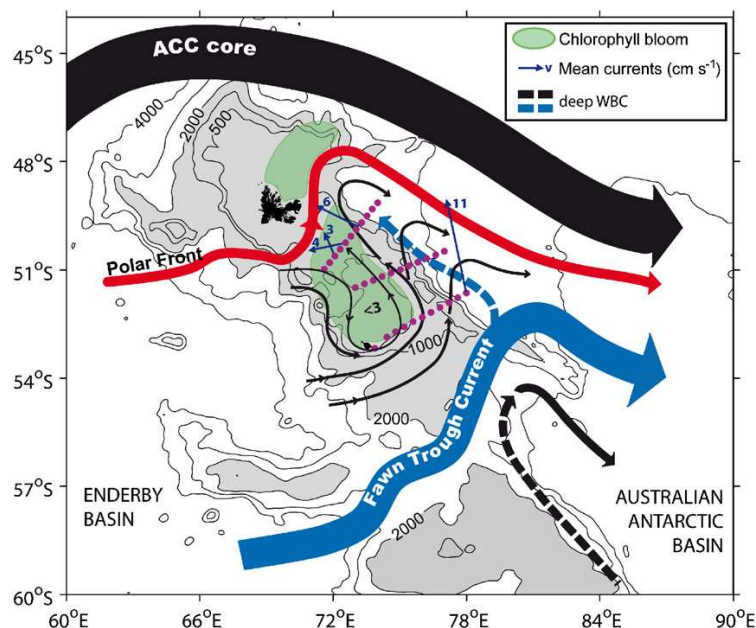 45°S
48°S
51°S
54°S
57°S
60°S
60°E
66°E
72°E
78°E
84°E
90°E
ACC core
Chlorophyll bloom
v Mean currents (cm s⁻¹)
deep WBC
4000
2000
500
Polar Front
6
3
4
11
<3
1000
2000
Fawn Trough Current
2000
ENDERBY
BASIN
AUSTRALIAN
ANTARCTIC
BASIN